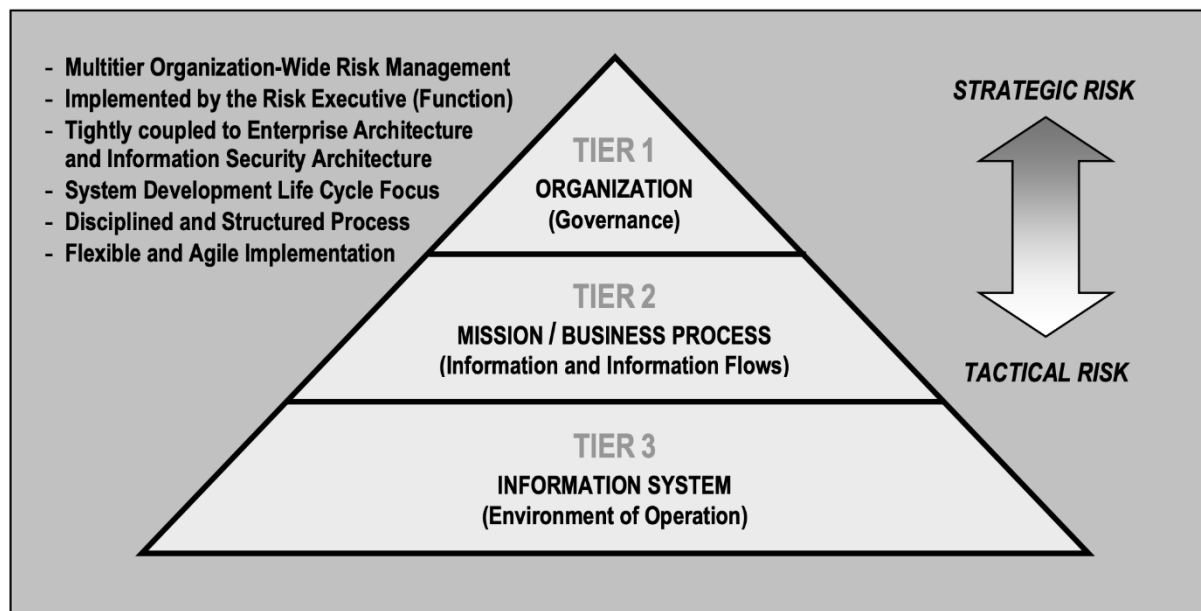 - Multitier Organization-Wide Risk Management
- Implemented by the Risk Executive (Function)
- Tightly coupled to Enterprise Architecture
and Information Security Architecture
- System Development Life Cycle Focus
- Disciplined and Structured Process
- Flexible and Agile Implementation
TIER 1
ORGANIZATION
(Governance)
TIER 2
MISSION / BUSINESS PROCESS
(Information and Information Flows)
TIER 3
INFORMATION SYSTEM
(Environment of Operation)
STRATEGIC RISK
TACTICAL RISK